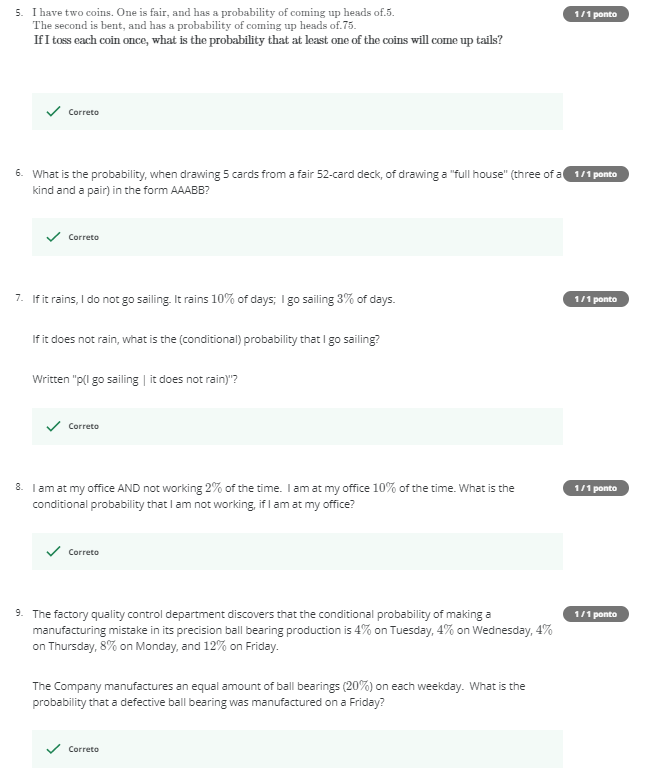 5. I have two coins. One is fair, and has a probability of coming up heads of.5.
1 / 1 ponto
The second is bent, and has a probability of coming up heads of.75.
If I toss each coin once, what is the probability that at least one of the coins will come up tails?
Correto
6. What is the probability, when drawing 5 cards from a fair 52-card deck, of drawing a "full house" (three of a
1 / 1 ponto
kind and a pair) in the form AAABB?
Correto
7. If it rains, I do not go sailing. It rains 10% of days; I go sailing 3% of days.
1 / 1 ponto
If it does not rain, what is the (conditional) probability that I go sailing?
Written "p(I go sailing | it does not rain)"?
Correto
8. I am at my office AND not working 2% of the time. I am at my office 10% of the time. What is the
1 / 1 ponto
conditional probability that I am not working, if I am at my office?
Correto
9. The factory quality control department discovers that the conditional probability of making a
1 / 1 ponto
manufacturing mistake in its precision ball bearing production is 4% on Tuesday, 4% on Wednesday, 4%
on Thursday, 8% on Monday, and 12% on Friday.
The Company manufactures an equal amount of ball bearings (20%) on each weekday. What is the
probability that a defective ball bearing was manufactured on a Friday?
Correto